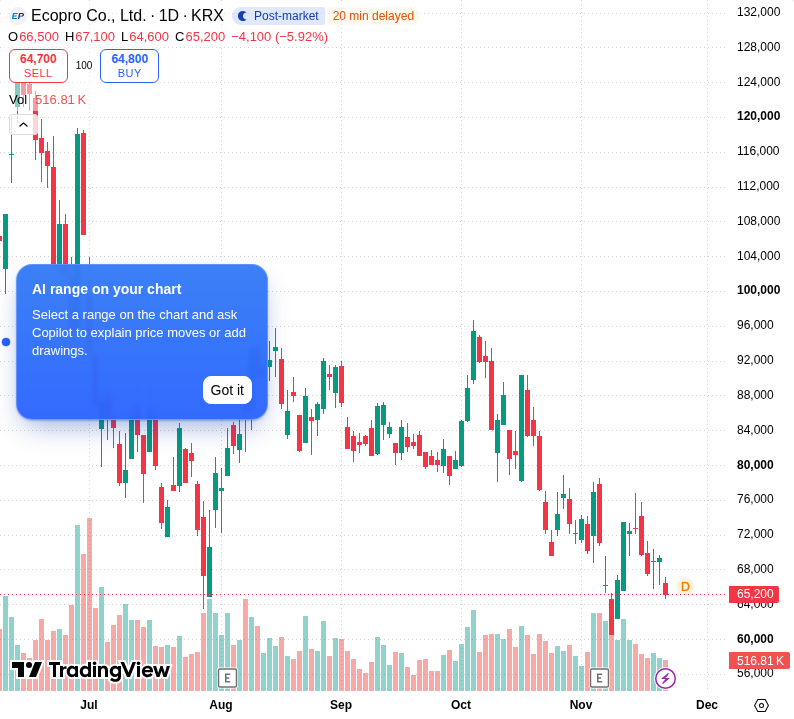 Ecopro Co., Ltd. · 1D · KRX Post-market 20 min delayed
O66,500 H67,100 L64,600 C65,200 −4,100 (−5.92%)
64,700 SELL
100
64,800 BUY
Vol 516.81 K
132,000
128,000
124,000
120,000
116,000
112,000
108,000
104,000
100,000
96,000
92,000
88,000
84,000
80,000
76,000
72,000
68,000
65,200
64,000
60,000
516.81 K
56,000
AI range on your chart
Select a range on the chart and ask
Copilot to explain price moves or add
drawings.
Got it
D
E
E
TradingView
Jul Aug Sep Oct Nov Dec